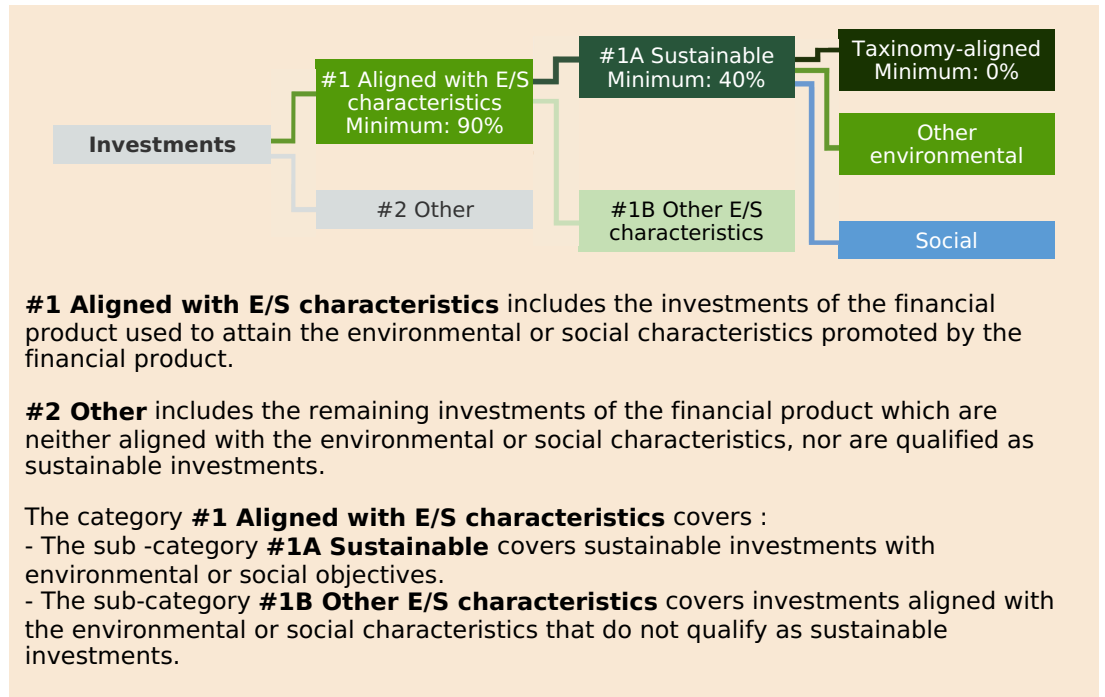 Investments
#1 Aligned with E/S
characteristics
Minimum: 90%
#2 Other
#1A Sustainable
Minimum: 40%
#1B Other E/S
characteristics
Taxinomy-aligned
Minimum: 0%
Other
environmental
Social
#1 Aligned with E/S characteristics includes the investments of the financial
product used to attain the environmental or social characteristics promoted by the
financial product.
#2 Other includes the remaining investments of the financial product which are
neither aligned with the environmental or social characteristics, nor are qualified as
sustainable investments.
The category #1 Aligned with E/S characteristics covers :
- The sub -category #1A Sustainable covers sustainable investments with
environmental or social objectives.
- The sub-category #1B Other E/S characteristics covers investments aligned with
the environmental or social characteristics that do not qualify as sustainable
investments.